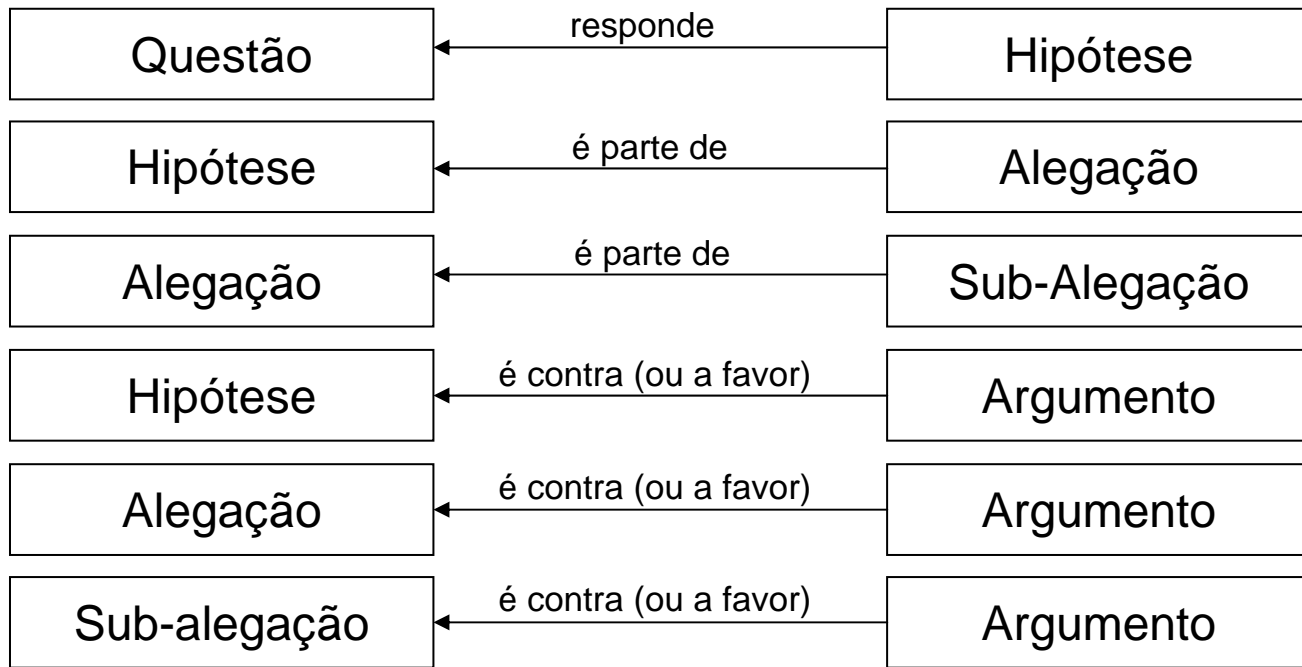 responde
Questão
Hipótese
é parte de
Hipótese
Alegação
é parte de
Alegação
Sub-Alegação
é contra (ou a favor)
Hipótese
Argumento
é contra (ou a favor)
Alegação
Argumento
é contra (ou a favor)
Sub-alegação
Argumento